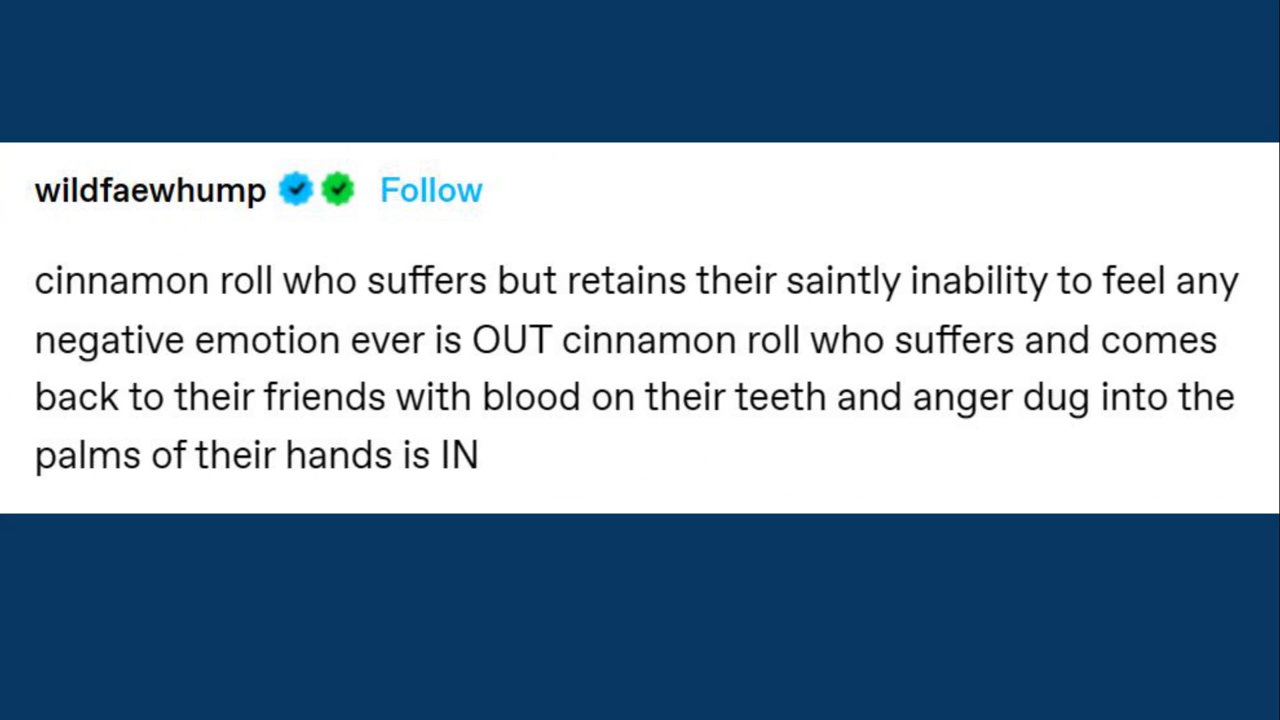 wildfaewhump Follow
cinnamon roll who suffers but retains their saintly inability to feel any
negative emotion ever is OUT cinnamon roll who suffers and comes
back to their friends with blood on their teeth and anger dug into the
palms of their hands is IN